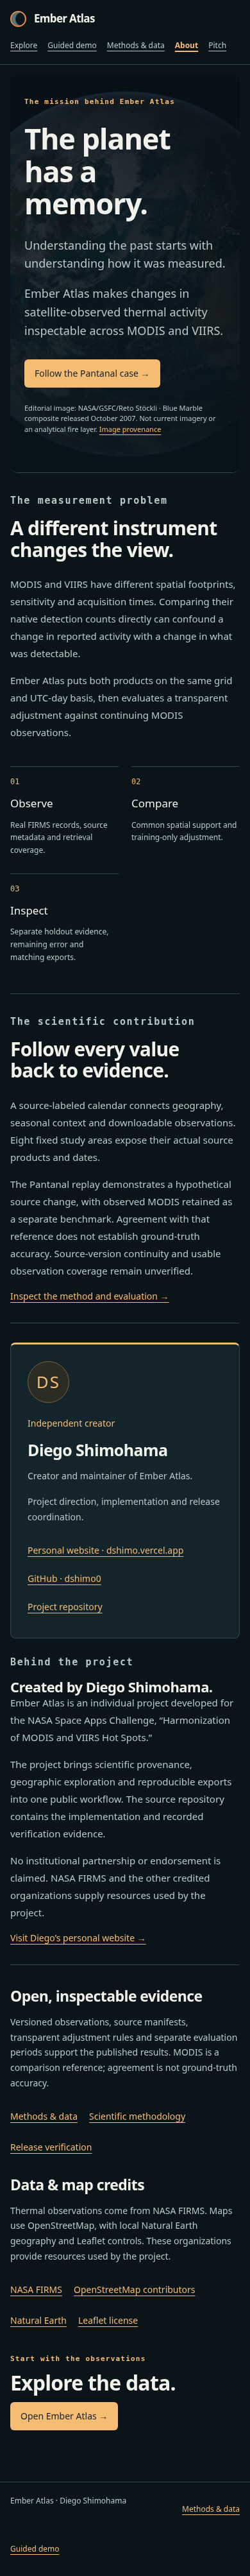 Ember Atlas
Explore Guided demo Methods & data About Pitch
The mission behind Ember Atlas
The planet
has a
memory.
Understanding the past starts with
understanding how it was measured.
Ember Atlas makes changes in
satellite-observed thermal activity
inspectable across MODIS and VIIRS.
Follow the Pantanal case →
Editorial image: NASA/GSFC/Reto Stöckli · Blue Marble
composite released October 2007. Not current imagery or
an analytical fire layer. Image provenance
The measurement problem
A different instrument
changes the view.
MODIS and VIIRS have different spatial footprints,
sensitivity and acquisition times. Comparing their
native detection counts directly can confound a
change in reported activity with a change in what
was detectable.
Ember Atlas puts both products on the same grid
and UTC-day basis, then evaluates a transparent
adjustment against continuing MODIS
observations.
01
Observe
Real FIRMS records, source
metadata and retrieval
coverage.
02
Compare
Common spatial support and
training-only adjustment.
03
Inspect
Separate holdout evidence,
remaining error and
matching exports.
The scientific contribution
Follow every value
back to evidence.
A source-labeled calendar connects geography,
seasonal context and downloadable observations.
Eight fixed study areas expose their actual source
products and dates.
The Pantanal replay demonstrates a hypothetical
source change, with observed MODIS retained as
a separate benchmark. Agreement with that
reference does not establish ground-truth
accuracy. Source-version continuity and usable
observation coverage remain unverified.
Inspect the method and evaluation →
DS
Independent creator
Diego Shimohama
Creator and maintainer of Ember Atlas.
Project direction, implementation and release
coordination.
Personal website · dshimo.vercel.app
GitHub · dshimo0
Project repository
Behind the project
Created by Diego Shimohama.
Ember Atlas is an individual project developed for
the NASA Space Apps Challenge, “Harmonization
of MODIS and VIIRS Hot Spots.”
The project brings scientific provenance,
geographic exploration and reproducible exports
into one public workflow. The source repository
contains the implementation and recorded
verification evidence.
No institutional partnership or endorsement is
claimed. NASA FIRMS and the other credited
organizations supply resources used by the
project.
Visit Diego’s personal website →
Open, inspectable evidence
Versioned observations, source manifests,
transparent adjustment rules and separate evaluation
periods support the published results. MODIS is a
comparison reference; agreement is not ground-truth
accuracy.
Methods & data Scientific methodology
Release verification
Data & map credits
Thermal observations come from NASA FIRMS. Maps
use OpenStreetMap, with local Natural Earth
geography and Leaflet controls. These organizations
provide resources used by the project.
NASA FIRMS OpenStreetMap contributors
Natural Earth Leaflet license
Start with the observations
Explore the data.
Open Ember Atlas →
Ember Atlas · Diego Shimohama
Methods & data
Guided demo